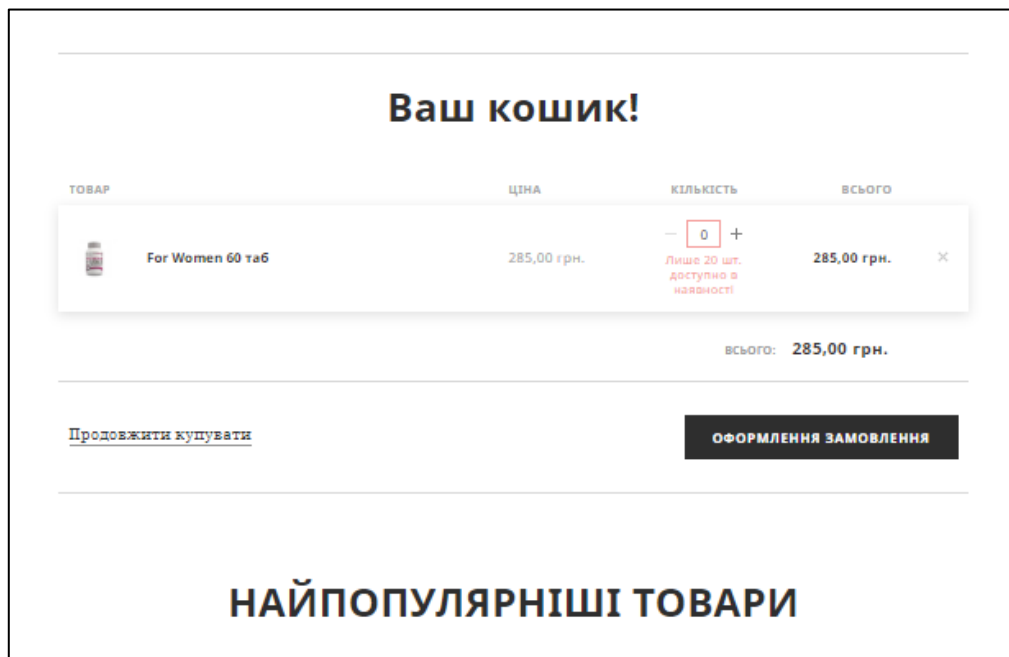 Ваш кошик!
ТОВАР ЦІНА КІЛЬКІСТЬ ВСЬОГО
For Women 60 таб 285,00 грн. — 0 + 285,00 грн. ×
Лише 20 шт.
доступно в
наявності
ВСЬОГО: 285,00 грн.
Продовжити купувати ОФОРМЛЕННЯ ЗАМОВЛЕННЯ
НАЙПОПУЛЯРНІШІ ТОВАРИ